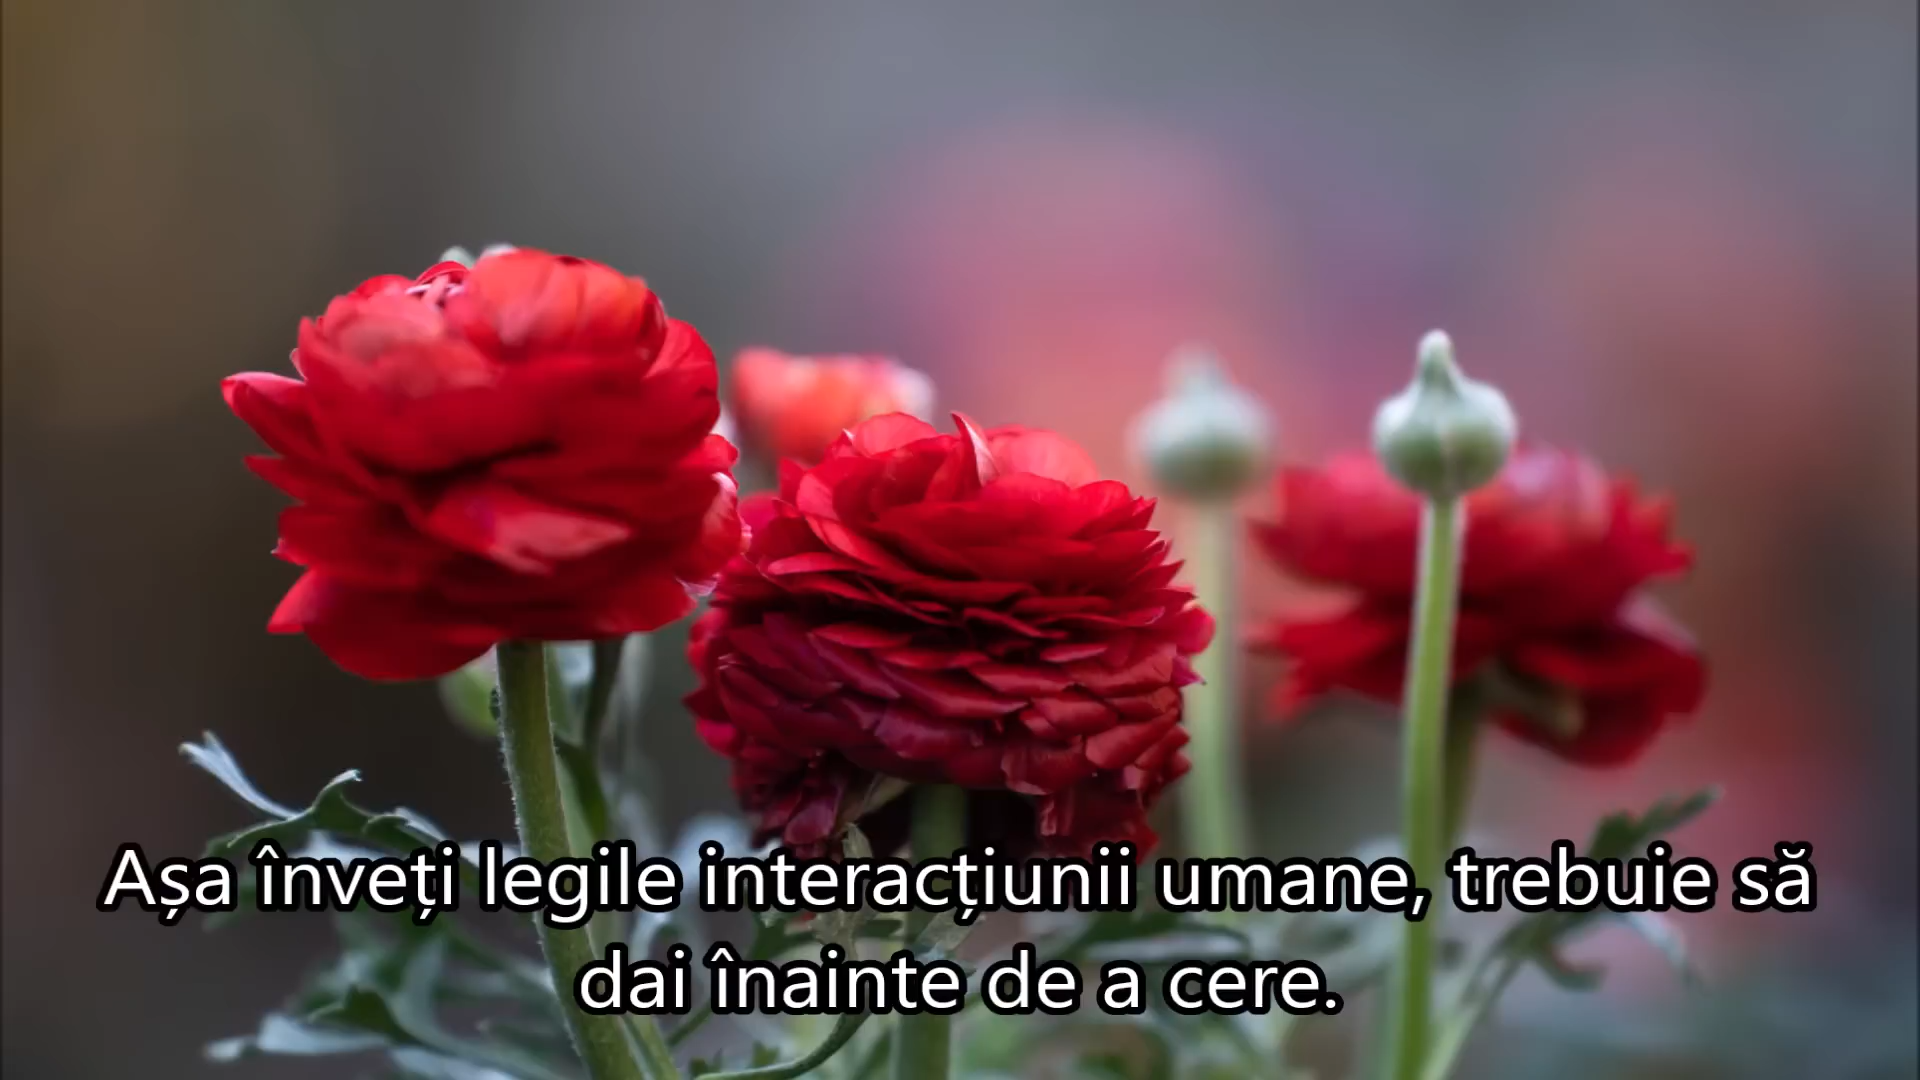 Așa înveți legile interacțiunii umane, trebuie să
dai înainte de a cere.